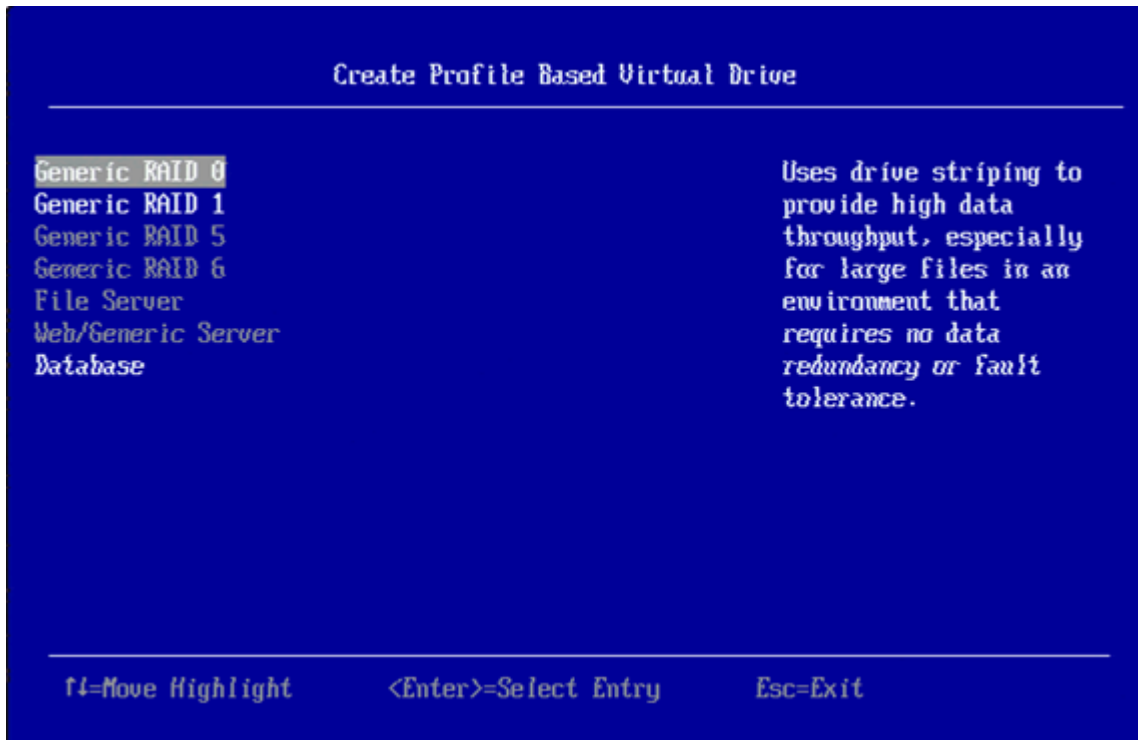 Create Profile Based Virtual Drive
Generic RAID 0
Generic RAID 1
Generic RAID 5
Generic RAID 6
File Server
Web/Generic Server
Database
Uses drive striping to
provide high data
throughput, especially
for large files in an
environment that
requires no data
redundancy or fault
tolerance.
↑↓=Move Highlight <Enter>=Select Entry Esc=Exit